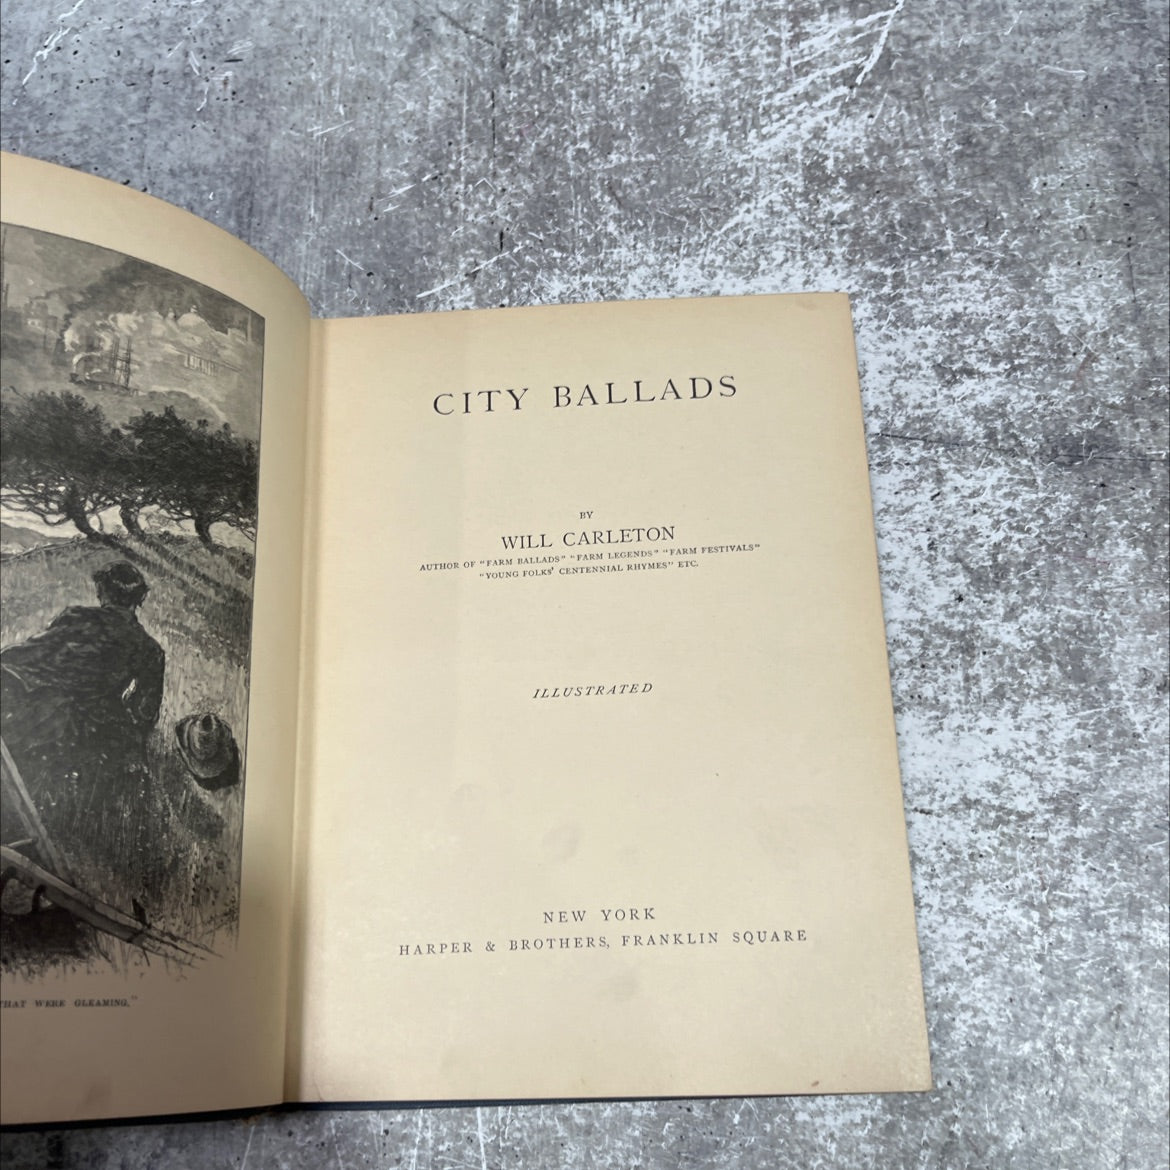 THAT WERE GLEAMING."
CITY BALLADS
BY
WILL CARLETON
AUTHOR OF "FARM BALLADS" "FARM LEGENDS" "FARM FESTIVALS"
"YOUNG FOLKS' CENTENNIAL RHYMES" ETC.
ILLUSTRATED
NEW YORK
HARPER & BROTHERS, FRANKLIN SQUARE